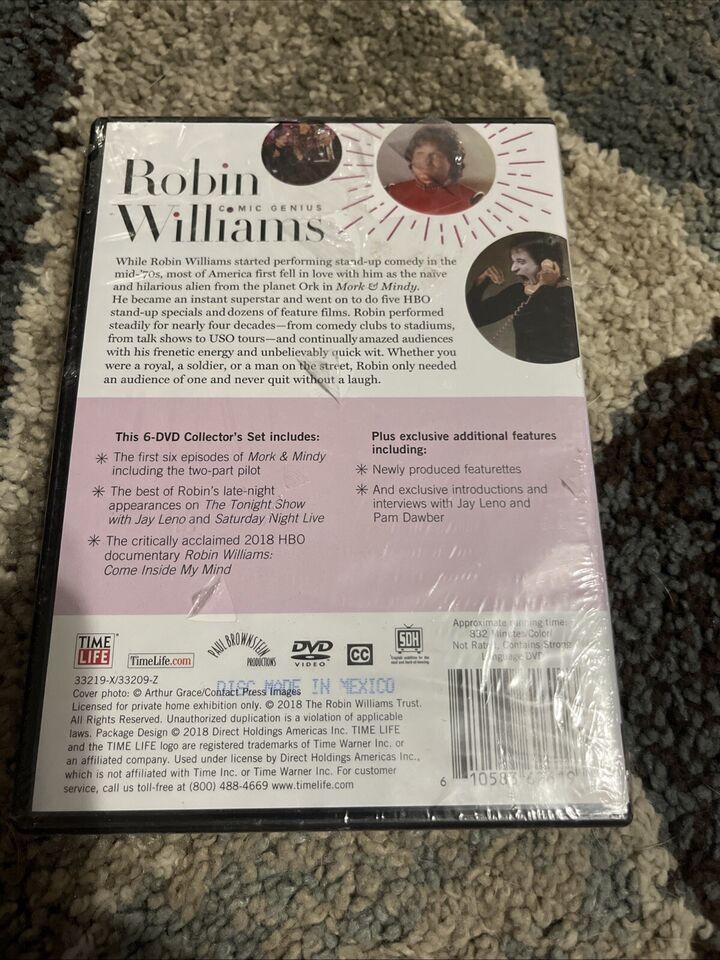 Robin
COMIC GENIUS
Williams
While Robin Williams started performing stand-up comedy in the
mid-'70s, most of America first fell in love with him as the naïve
and hilarious alien from the planet Ork in Mork & Mindy.
He became an instant superstar and went on to do five HBO
stand-up specials and dozens of feature films. Robin performed
steadily for nearly four decades—from comedy clubs to stadiums,
from talk shows to USO tours—and continually amazed audiences
with his frenetic energy and unbelievably quick wit. Whether you
were a royal, a soldier, or a man on the street, Robin only needed
an audience of one and never quit without a laugh.
This 6-DVD Collector's Set includes:
✳ The first six episodes of Mork & Mindy
including the two-part pilot
✳ The best of Robin's late-night
appearances on The Tonight Show
with Jay Leno and Saturday Night Live
✳ The critically acclaimed 2018 HBO
documentary Robin Williams:
Come Inside My Mind
Plus exclusive additional features
including:
✳ Newly produced featurettes
✳ And exclusive introductions and
interviews with Jay Leno and
Pam Dawber
TIME
LIFE
TimeLife.com
PAUL BROWNSTEIN
PRODUCTIONS
DVD
VIDEO
CC
SDH
Approximate running time:
832 Minutes/Color/
Not Rated, Contains Strong
Language DVD
33219-X/33209-Z
DISC MADE IN MEXICO
Cover photo: © Arthur Grace/Contact Press Images
Licensed for private home exhibition only. © 2018 The Robin Williams Trust.
All Rights Reserved. Unauthorized duplication is a violation of applicable
laws. Package Design © 2018 Direct Holdings Americas Inc. TIME LIFE
and the TIME LIFE logo are registered trademarks of Time Warner Inc. or
an affiliated company. Used under license by Direct Holdings Americas Inc.,
which is not affiliated with Time Inc. or Time Warner Inc. For customer
service, call us toll-free at (800) 488-4669 www.timelife.com
6